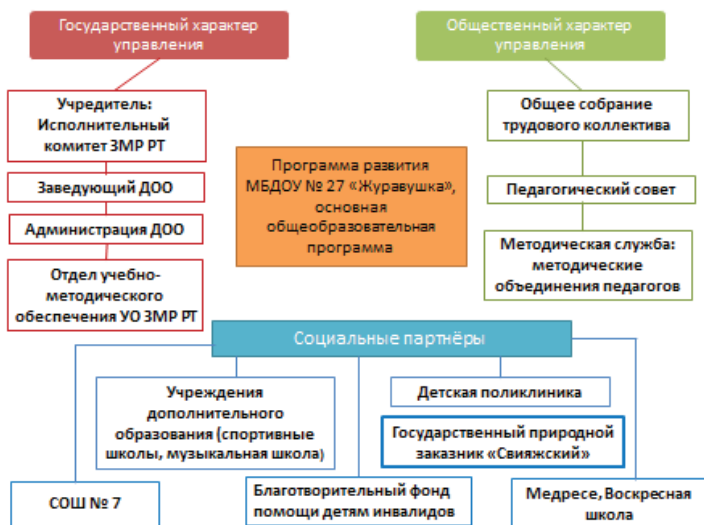 Государственный характер
управления
Общественный характер
управления
Учредитель:
Исполнительный
комитет ЗМР РТ
Заведующий ДОО
Администрация ДОО
Отдел учебно-
методического
обеспечения УО ЗМР РТ
Программа развития
МБДОУ № 27 «Журавушка»,
основная
общеобразовательная
программа
Общее собрание
трудового коллектива
Педагогический совет
Методическая служба:
методические
объединения педагогов
Социальные партнёры
Учреждения
дополнительного
образования (спортивные
школы, музыкальная школа)
Детская поликлиника
Государственный природной
заказник «Свияжский»
СОШ № 7
Благотворительный фонд
помощи детям инвалидов
Медресе, Воскресная
школа